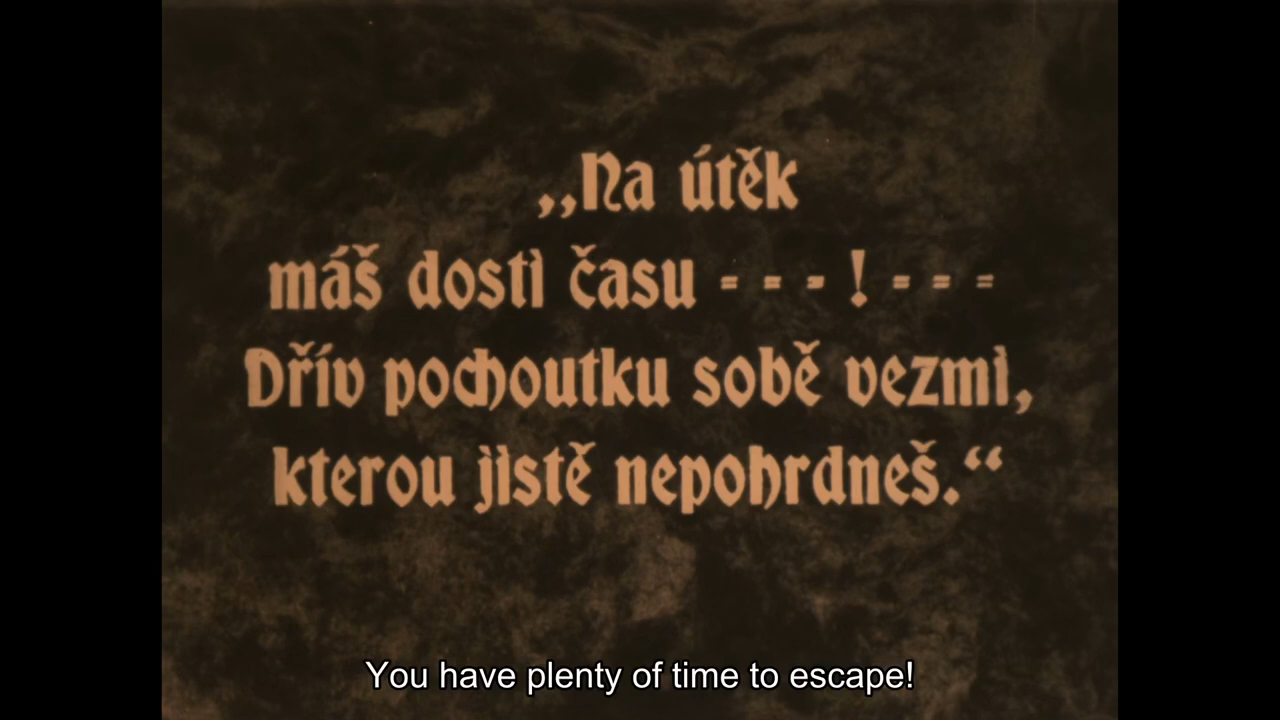 „Na útěk
máš dosti času - - - ! - - -
Dřív pochoutku sobě vezmi,
kterou jistě nepohrdneš.“
You have plenty of time to escape!